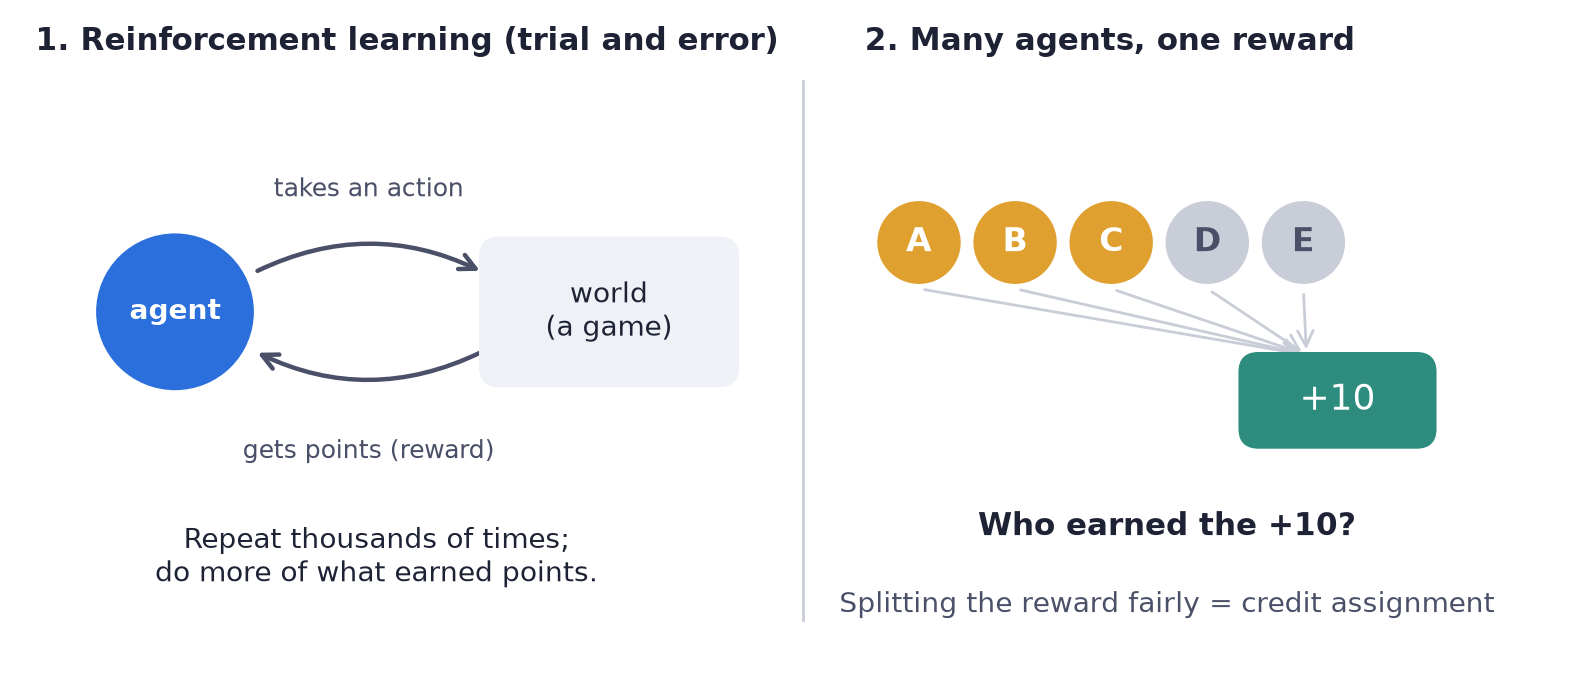 1. Reinforcement learning (trial and error)
takes an action
agent
world
(a game)
gets points (reward)
Repeat thousands of times;
do more of what earned points.
2. Many agents, one reward
A B C D E
+10
Who earned the +10?
Splitting the reward fairly = credit assignment